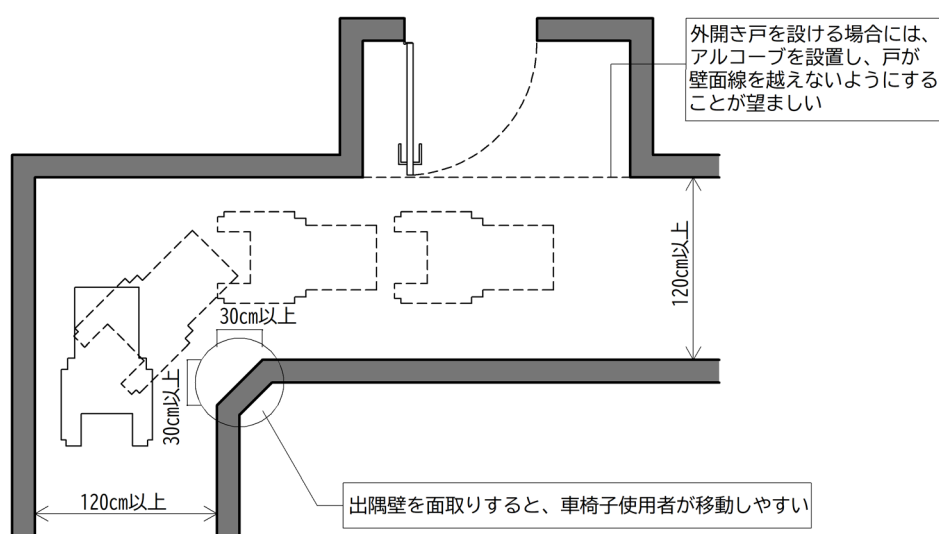 外開き戸を設ける場合には、
アルコーブを設置し、戸が
壁面線を越えないようにする
ことが望ましい
120cm以上
30cm以上
30cm以上
120cm以上
出隅壁を面取りすると、車椅子使用者が移動しやすい